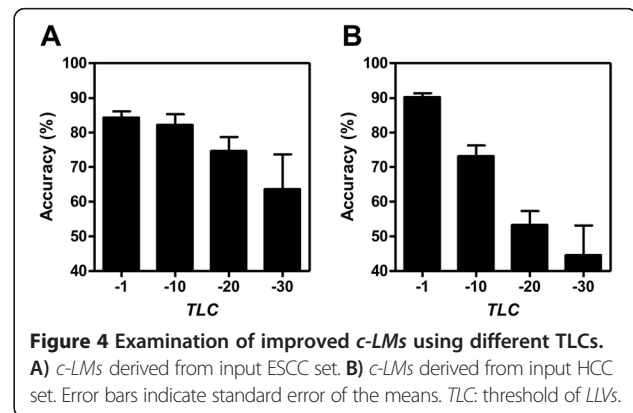 A
B
100
90
80
70
60
50
40
Accuracy (%)
-1 -10 -20 -30
TLC
100
90
80
70
60
50
40
Accuracy (%)
-1 -10 -20 -30
TLC
Figure 4 Examination of improved c-LMs using different TLCs.
A) c-LMs derived from input ESCC set. B) c-LMs derived from input HCC
set. Error bars indicate standard error of the means. TLC: threshold of LLVs.